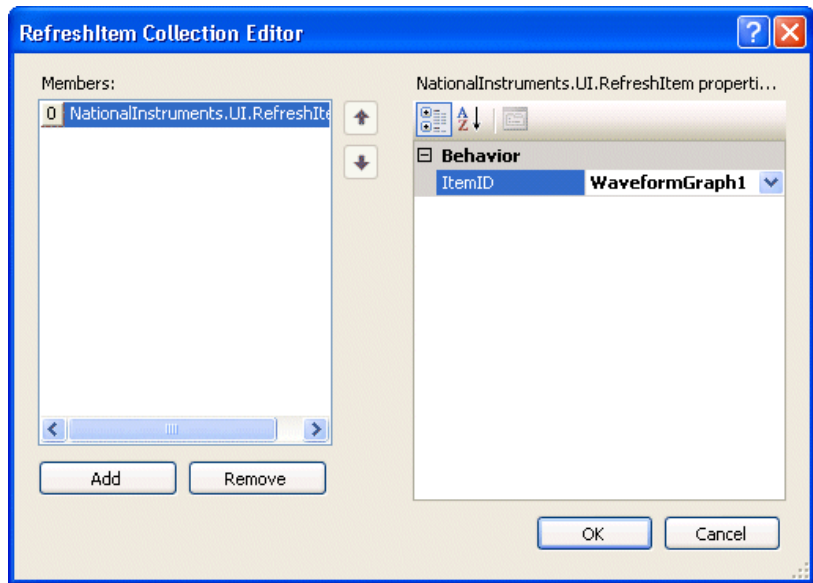 RefreshItem Collection Editor
Members:
0 NationalInstruments.UI.RefreshIte
Add
Remove
NationalInstruments.UI.RefreshItem properti...
Behavior
ItemID WaveformGraph1
OK
Cancel